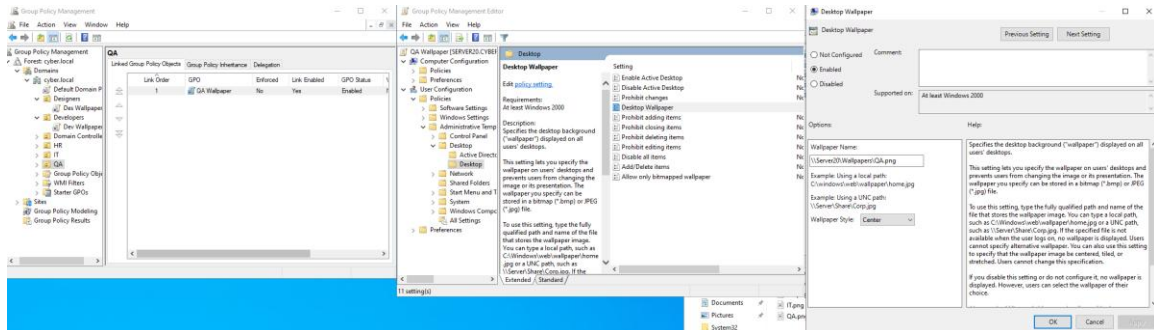 Group Policy Management
File Action View Window Help
Group Policy Management
Forest: cyber.local
Domains
cyber.local
Default Domain P
Designers
Des Wallpape
Developers
Dev Wallpape
Domain Controlle
HR
IT
QA
Group Policy Obje
WMI Filters
Starter GPOs
Sites
Group Policy Modeling
Group Policy Results
QA
Linked Group Policy Objects Group Policy Inheritance Delegation
Link Order GPO Enforced Link Enabled GPO Status
1 QA Wallpaper No Yes Enabled
Group Policy Management Editor
File Action View Help
QA Wallpaper [SERVER20.CYBER
Computer Configuration
Policies
Preferences
User Configuration
Policies
Software Settings
Windows Settings
Administrative Temp
Control Panel
Desktop
Active Directo
Desktop
Network
Shared Folders
Start Menu and T
System
Windows Compo
All Settings
Preferences
Desktop
Desktop Wallpaper
Edit policy setting.
Requirements:
At least Windows 2000
Description:
Specifies the desktop background
("wallpaper") displayed on all
users' desktops.
This setting lets you specify the
wallpaper on users' desktops and
prevents users from changing the
image or its presentation. The
wallpaper you specify can be
stored in a bitmap (*.bmp) or JPEG
(*.jpg) file.
To use this setting, type the fully
qualified path and name of the file
that stores the wallpaper image.
You can type a local path, such as
C:\Windows\web\wallpaper\home
.jpg or a UNC path, such as
\\Server\Share\Corp.jpg. If the
Setting
Enable Active Desktop
Disable Active Desktop
Prohibit changes
Desktop Wallpaper
Prohibit adding items
Prohibit closing items
Prohibit deleting items
Prohibit editing items
Disable all items
Add/Delete items
Allow only bitmapped wallpaper
Extended Standard
11 setting(s)
Documents
Pictures
System32
IT.png
QA.pn
Desktop Wallpaper
Desktop Wallpaper
Previous Setting Next Setting
Not Configured
Enabled
Disabled
Comment:
Supported on: At least Windows 2000
Options:
Wallpaper Name:
\\Server20\Wallpapers\QA.png
Example: Using a local path:
C:\windows\web\wallpaper\home.jpg
Example: Using a UNC path:
\\Server\Share\Corp.jpg
Wallpaper Style: Center
Help:
Specifies the desktop background ("wallpaper") displayed on all
users' desktops.
This setting lets you specify the wallpaper on users' desktops and
prevents users from changing the image or its presentation. The
wallpaper you specify can be stored in a bitmap (*.bmp) or JPEG
(*.jpg) file.
To use this setting, type the fully qualified path and name of the
file that stores the wallpaper image. You can type a local path,
such as C:\Windows\web\wallpaper\home.jpg or a UNC path,
such as \\Server\Share\Corp.jpg. If the specified file is not
available when the user logs on, no wallpaper is displayed. Users
cannot specify alternative wallpaper. You can also use this setting
to specify that the wallpaper image be centered, tiled, or
stretched. Users cannot change this specification.
If you disable this setting or do not configure it, no wallpaper is
displayed. However, users can select the wallpaper of their
choice.
OK Cancel Apply